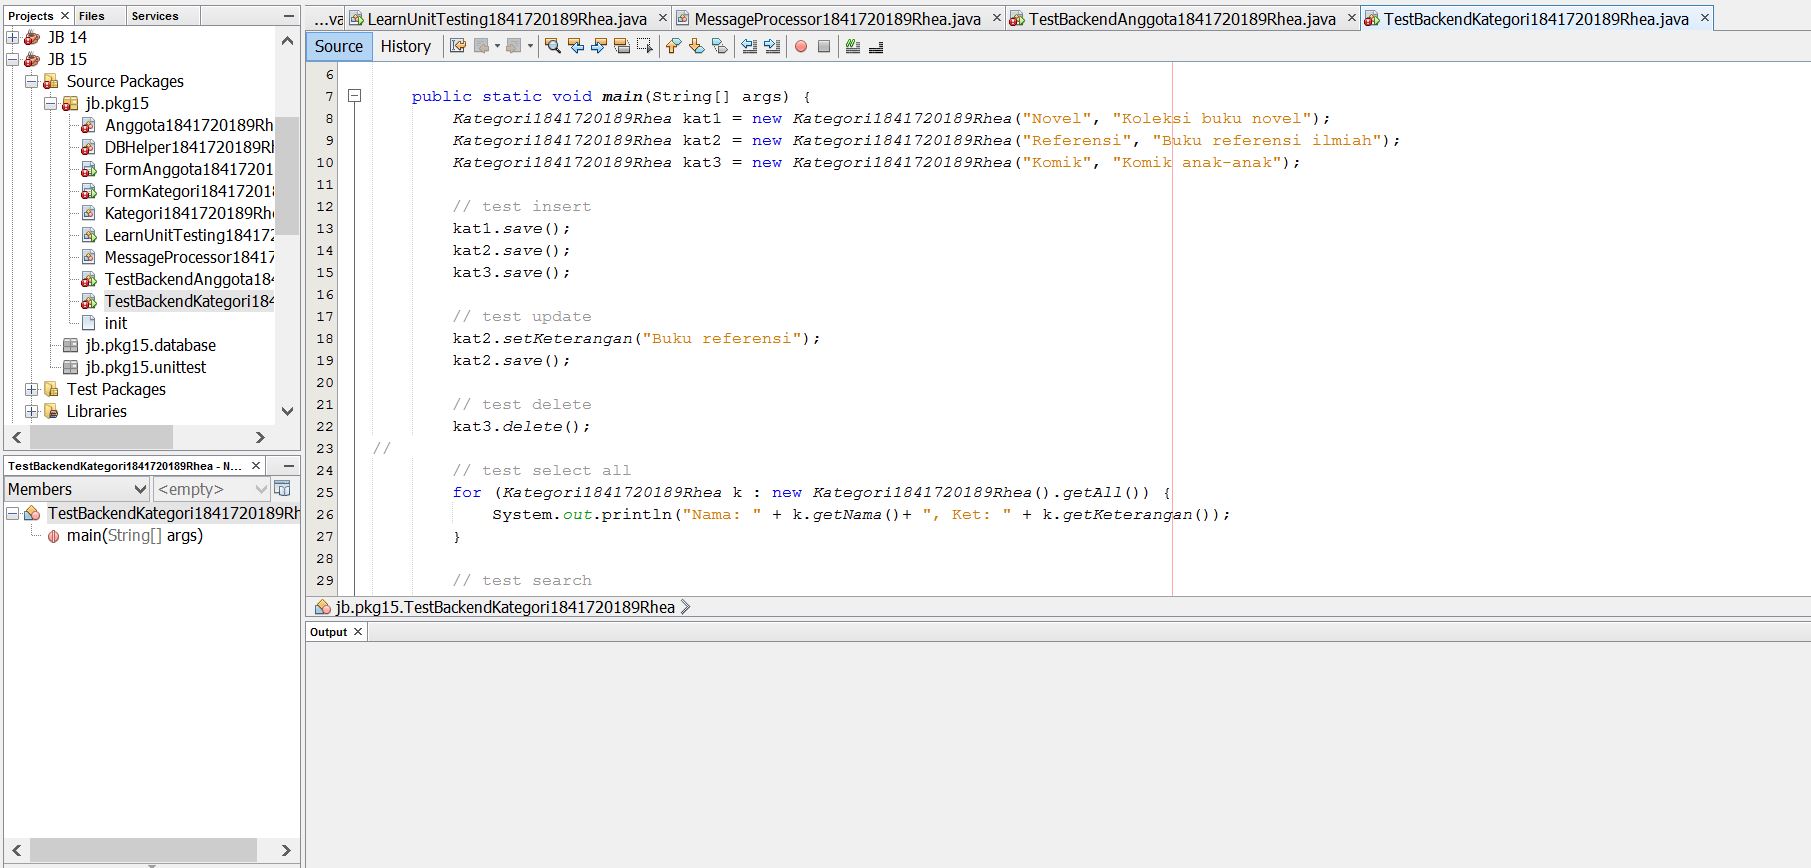 Projects
Files
Services
JB 14
JB 15
Source Packages
jb.pkg15
Anggota1841720189Rh
DBHelper1841720189R
FormAnggota18417201
FormKategori184172018
Kategori1841720189Rh
LearnUnitTesting184172
MessageProcessor18417
TestBackendAnggota184
TestBackendKategori184
init
jb.pkg15.database
jb.pkg15.unittest
Test Packages
Libraries
TestBackendKategori1841720189Rhea - N...
Members
<empty>
TestBackendKategori1841720189Rh
main(String[] args)
...va
LearnUnitTesting1841720189Rhea.java
MessageProcessor1841720189Rhea.java
TestBackendAnggota1841720189Rhea.java
TestBackendKategori1841720189Rhea.java
Source
History
6
7 public static void main(String[] args) {
8 Kategori1841720189Rhea kat1 = new Kategori1841720189Rhea("Novel", "Koleksi buku novel");
9 Kategori1841720189Rhea kat2 = new Kategori1841720189Rhea("Referensi", "Buku referensi ilmiah");
10 Kategori1841720189Rhea kat3 = new Kategori1841720189Rhea("Komik", "Komik anak-anak");
11
12 // test insert
13 kat1.save();
14 kat2.save();
15 kat3.save();
16
17 // test update
18 kat2.setKeterangan("Buku referensi");
19 kat2.save();
20
21 // test delete
22 kat3.delete();
23 //
24 // test select all
25 for (Kategori1841720189Rhea k : new Kategori1841720189Rhea().getAll()) {
26 System.out.println("Nama: " + k.getNama()+ ", Ket: " + k.getKeterangan());
27 }
28
29 // test search
jb.pkg15.TestBackendKategori1841720189Rhea
Output